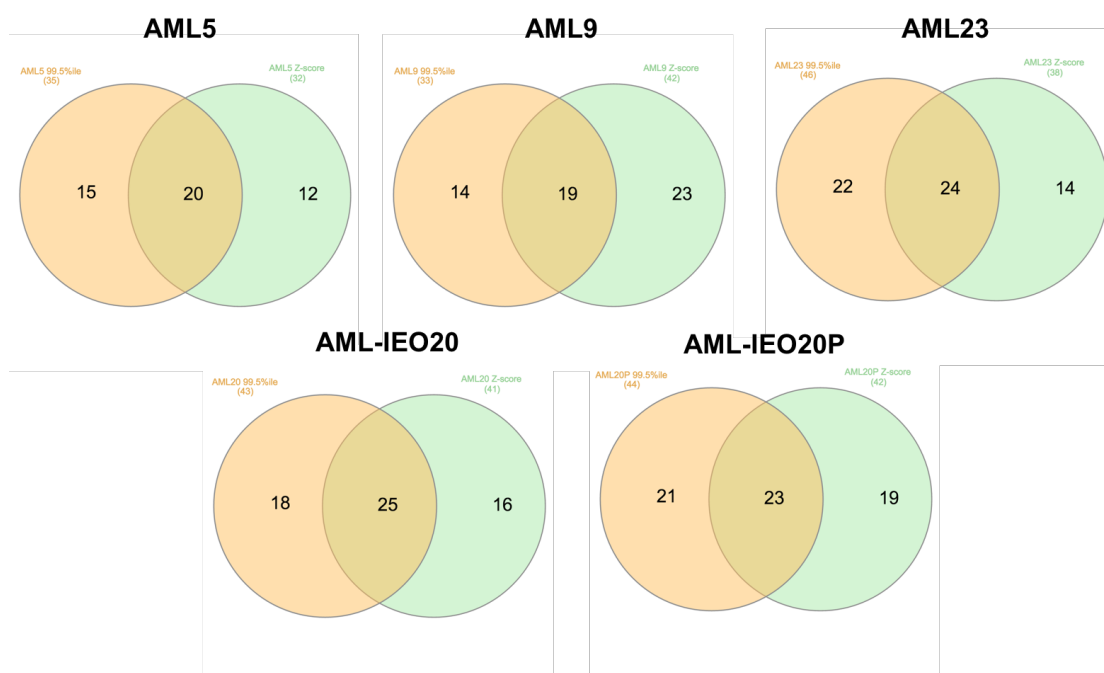 AML5
AML9
AML23
AML5 99.5%ile
(35)
AML5 Z-score
(32)
15
20
12
AML9 99.5%ile
(33)
AML9 Z-score
(42)
14
19
23
AML23 99.5%ile
(46)
AML23 Z-score
(38)
22
24
14
AML-IEO20
AML-IEO20P
AML20 99.5%ile
(43)
AML20 Z-score
(41)
18
25
16
AML20P 99.5%ile
(44)
AML20P Z-score
(42)
21
23
19